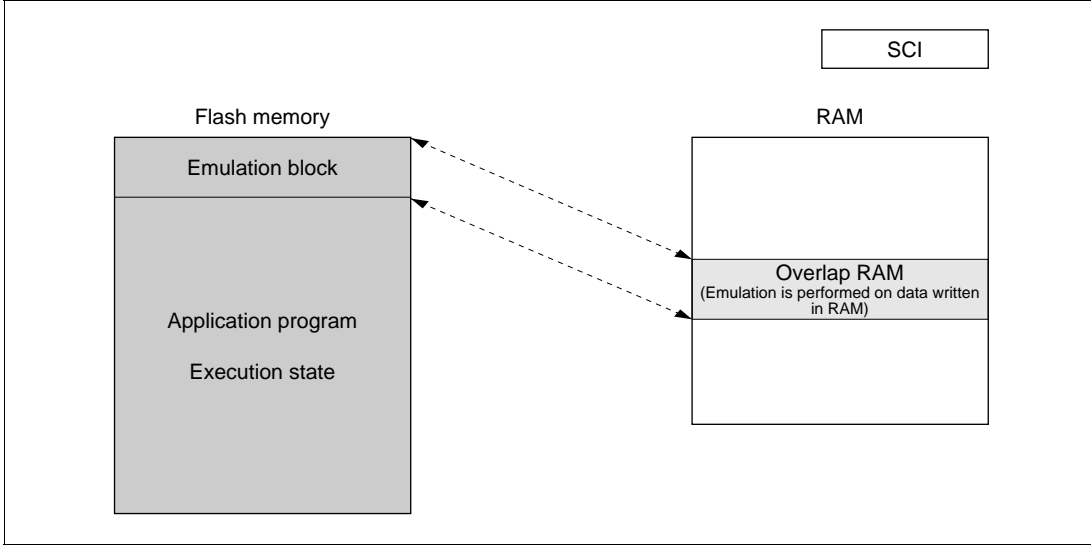 SCI
Flash memory
RAM
Emulation block
Overlap RAM
(Emulation is performed on data written
in RAM)
Application program
Execution state